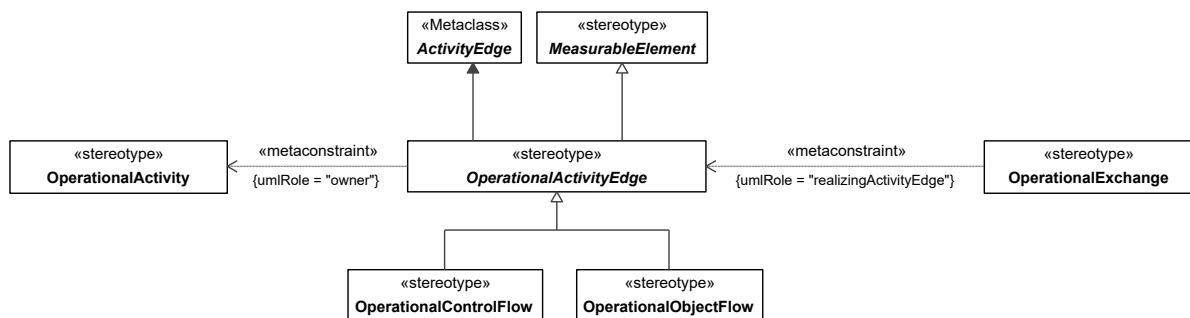 «Metaclass»
ActivityEdge
«stereotype»
MeasurableElement
«stereotype»
OperationalActivity
«metaconstraint»
{umlRole = "owner"}
«stereotype»
OperationalActivityEdge
«metaconstraint»
{umlRole = "realizingActivityEdge"}
«stereotype»
OperationalExchange
«stereotype»
OperationalControlFlow
«stereotype»
OperationalObjectFlow